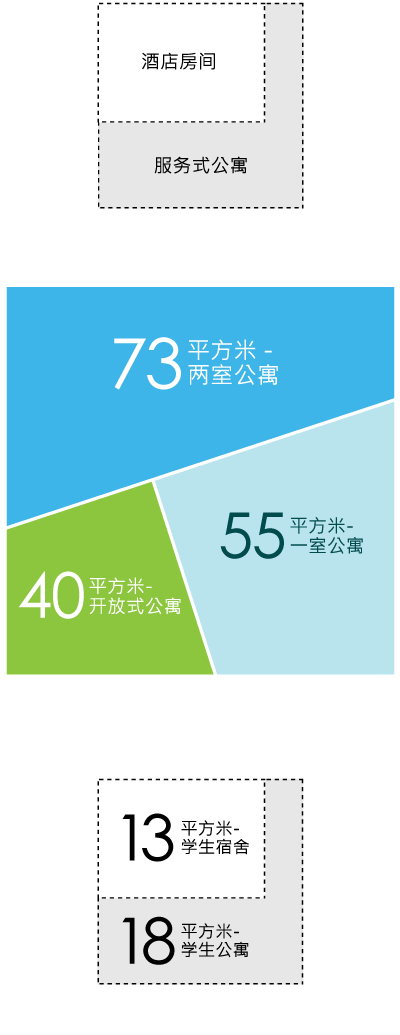 酒店房间
服务式公寓
73 平方米 -
两室公寓
55 平方米-
一室公寓
40 平方米-
开放式公寓
13 平方米-
学生宿舍
18 平方米-
学生公寓